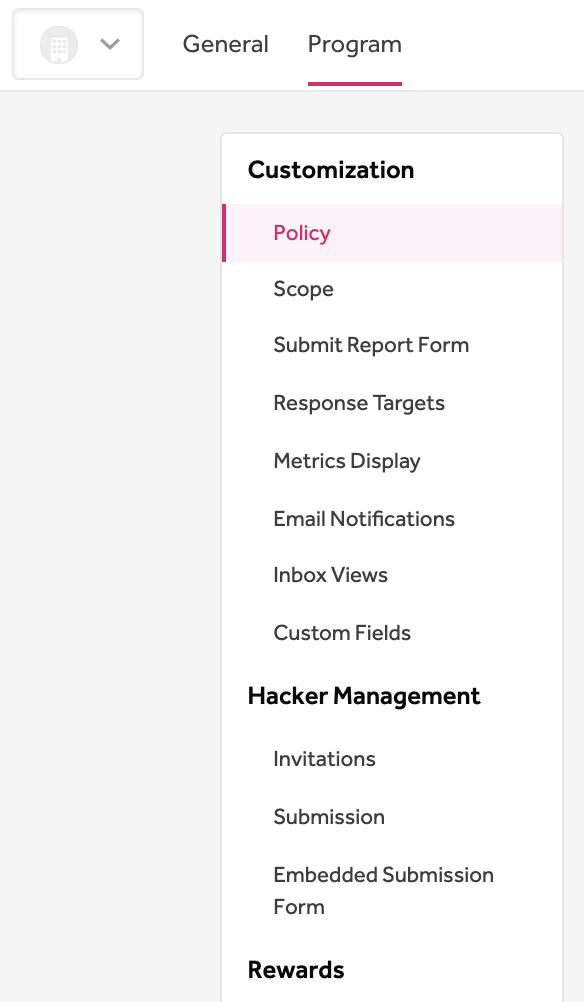 General
Program
Customization
Policy
Scope
Submit Report Form
Response Targets
Metrics Display
Email Notifications
Inbox Views
Custom Fields
Hacker Management
Invitations
Submission
Embedded Submission
Form
Rewards